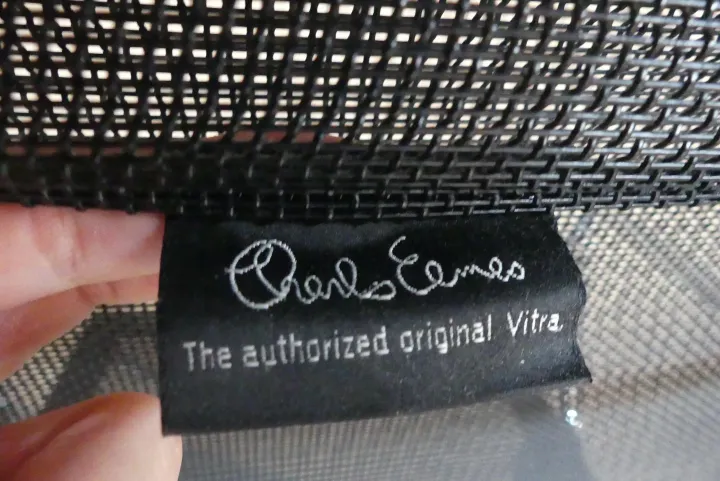 Charles Eames
The authorized original Vitra